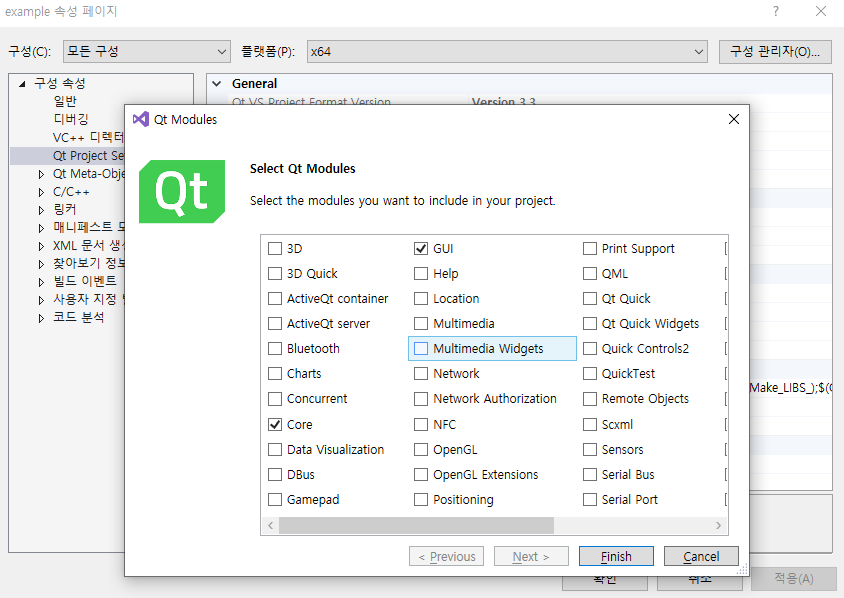 example 속성 페이지
구성(C): 모든 구성 플랫폼(P): x64 구성 관리자(O)...
구성 속성
일반
디버깅
VC++ 디렉터
Qt Project Se
Qt Meta-Obje
C/C++
링커
매니페스트 도
XML 문서 생성
찾아보기 정보
빌드 이벤트
사용자 지정
코드 분석
General
Qt VS Project Format Version Version 3.3
Make_LIBS_);$(
Qt Modules
Qt
Select Qt Modules
Select the modules you want to include in your project.
3D
3D Quick
ActiveQt container
ActiveQt server
Bluetooth
Charts
Concurrent
Core
Data Visualization
DBus
Gamepad
GUI
Help
Location
Multimedia
Multimedia Widgets
Network
Network Authorization
NFC
OpenGL
OpenGL Extensions
Positioning
Print Support
QML
Qt Quick
Qt Quick Widgets
Quick Controls2
QuickTest
Remote Objects
Scxml
Sensors
Serial Bus
Serial Port
< Previous Next > Finish Cancel
확인 취소 적용(A)